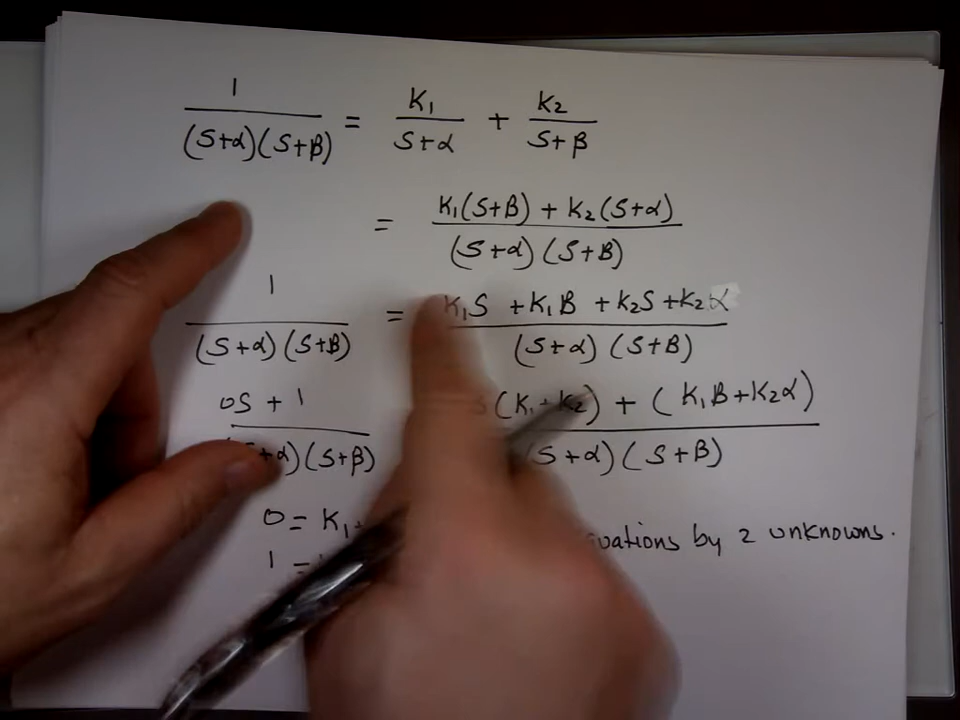 1/((S+α)(S+β)) = K1/(S+α) + K2/(S+β)
= (K1(S+β) + K2(S+α))/((S+α)(S+β))
1/((S+α)(S+β)) = (K1S + K1β + K2S + K2α)/((S+α)(S+β))
(0S + 1)/((S+α)(S+β)) S(K1+K2) + (K1β+K2α)/((S+α)(S+β))
0 = K1+ by 2 unknowns.
1 =